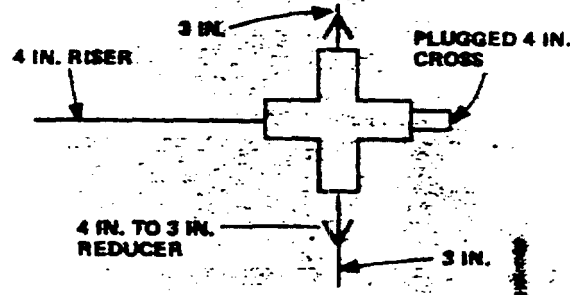 3 IN.
4 IN. RISER
PLUGGED 4 IN.
CROSS
4 IN. TO 3 IN.
REDUCER
3 IN.